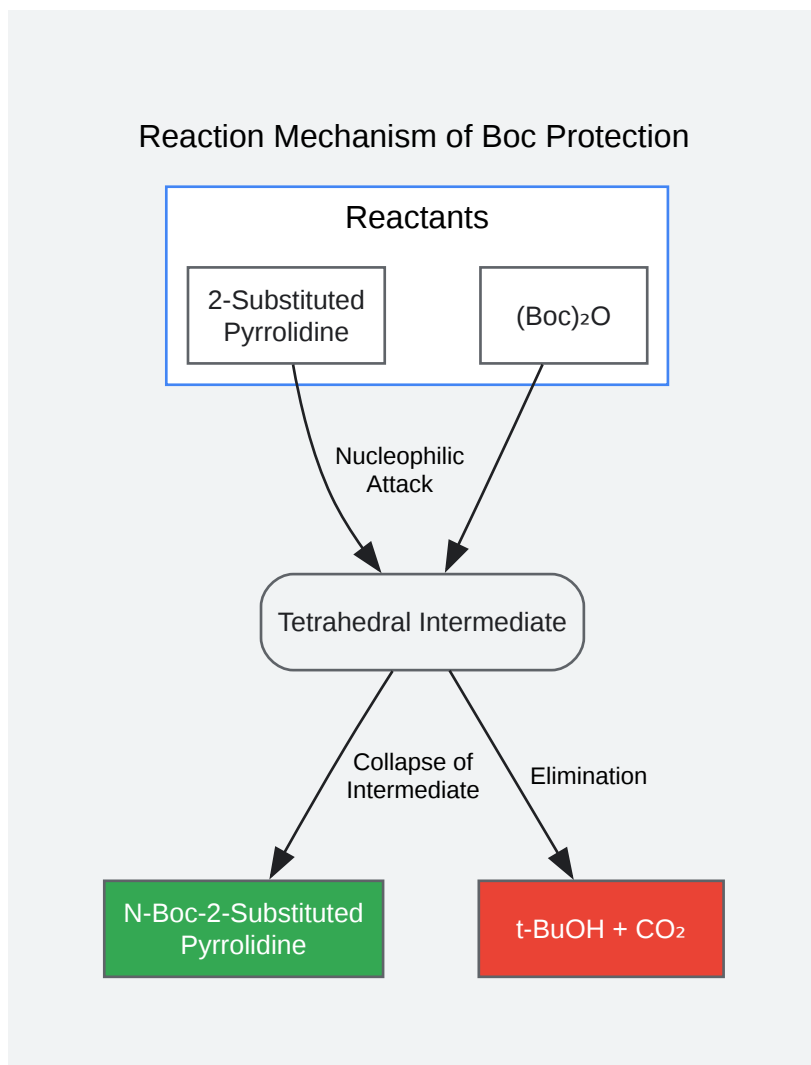 Reaction Mechanism of Boc Protection
Reactants
2-Substituted
Pyrrolidine
(Boc)₂O
Nucleophilic
Attack
Tetrahedral Intermediate
Collapse of
Intermediate
Elimination
N-Boc-2-Substituted
Pyrrolidine
t-BuOH + CO₂